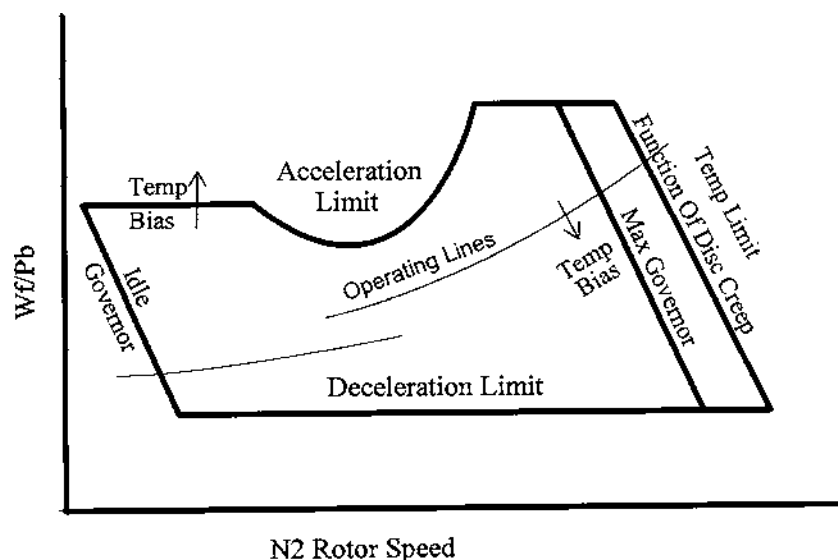 Temp
Bias
Acceleration
Limit
Idle
Governor
Operating Lines
Temp
Bias
Max Governor
Function Of Disc Creep
Temp Limit
Deceleration Limit
Wf/Pb
N2 Rotor Speed